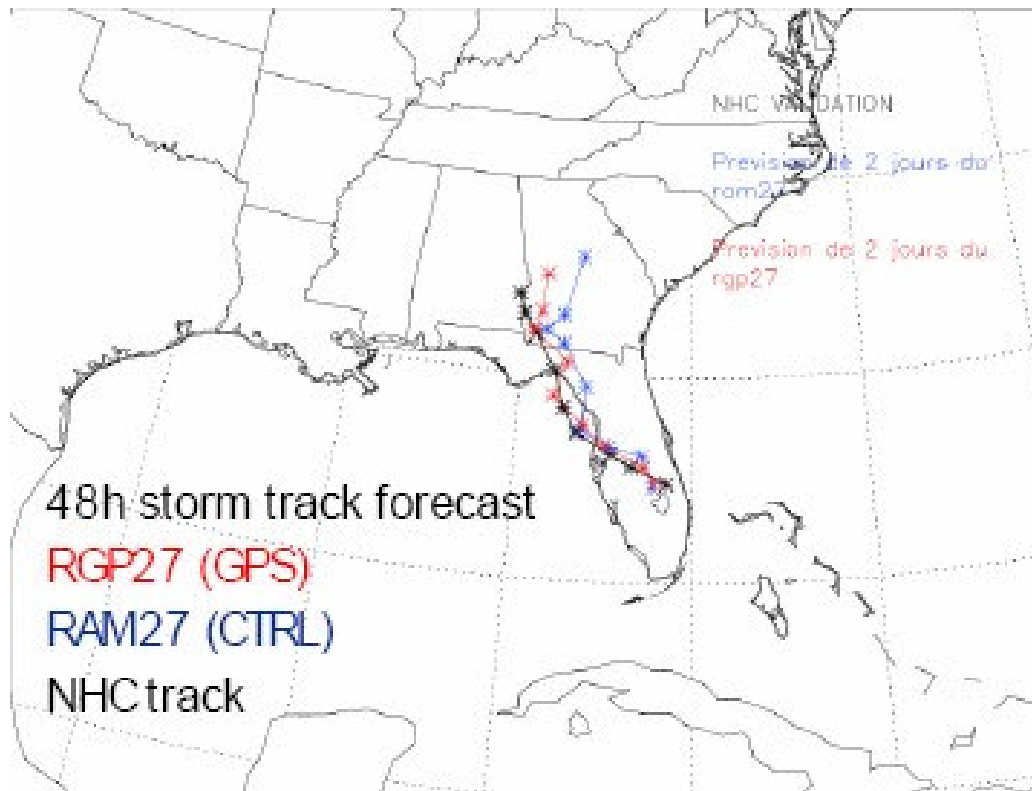 NHC VALIDATION
Prevision de 2 jours du
ram27
Prevision de 2 jours du
rgp27
48h storm track forecast
RGP27 (GPS)
RAM27 (CTRL)
NHC track